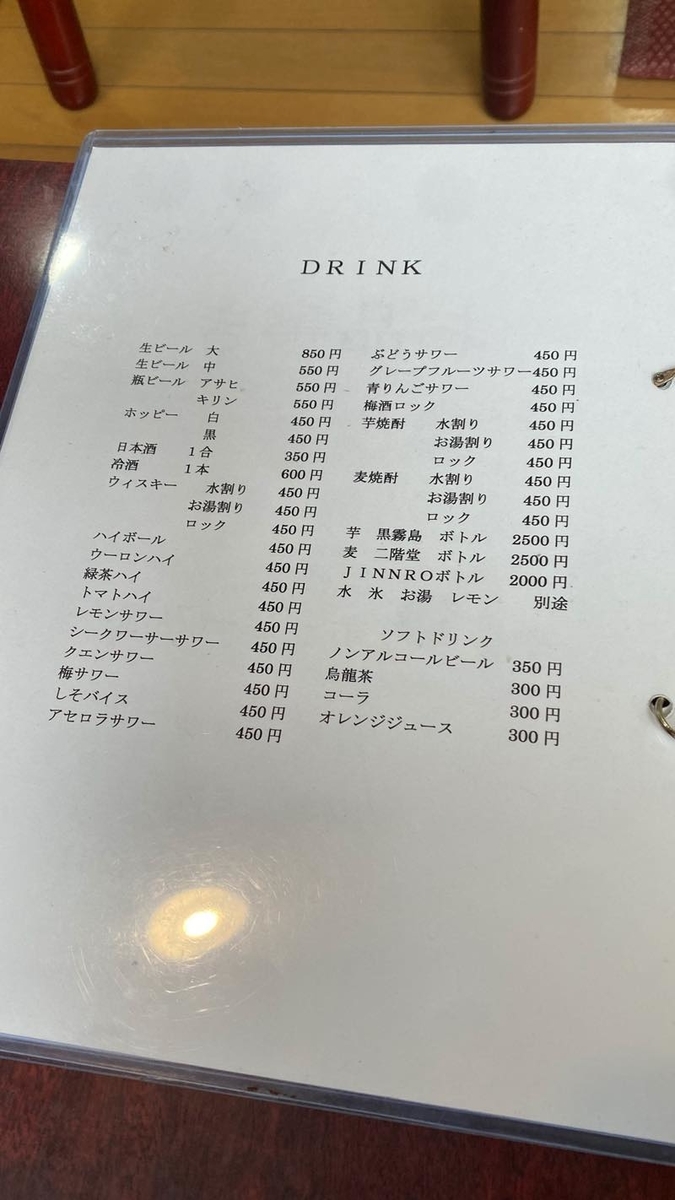 ＤＲＩＮＫ
生ビール　大　850円
生ビール　中　550円
瓶ビール　アサヒ　550円
キリン　550円
ホッピー　白　450円
黒　450円
日本酒　１合　350円
冷酒　１本　600円
ウィスキー　水割り　450円
お湯割り　450円
ロック　450円
ハイボール　450円
ウーロンハイ　450円
緑茶ハイ　450円
トマトハイ　450円
レモンサワー　450円
シークワーサーサワー　450円
クエンサワー　450円
梅サワー　450円
しそバイス　450円
アセロラサワー　450円
ぶどうサワー　450円
グレープフルーツサワー450円
青りんごサワー　450円
梅酒ロック　450円
芋焼酎　水割り　450円
お湯割り　450円
ロック　450円
麦焼酎　水割り　450円
お湯割り　450円
ロック　450円
芋　黒霧島　ボトル　2500円
麦　二階堂　ボトル　2500円
ＪＩＮＮＲＯボトル　2000円
水　氷　お湯　レモン　別途
ソフトドリンク
ノンアルコールビール　350円
烏龍茶　300円
コーラ　300円
オレンジジュース　300円